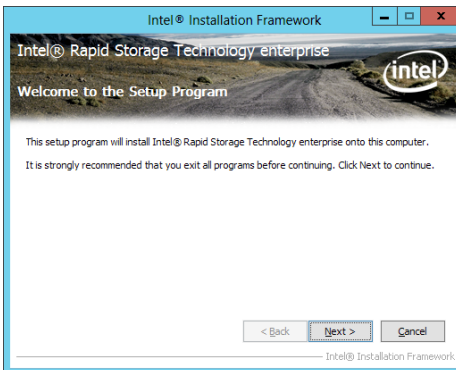 Intel® Installation Framework
Intel® Rapid Storage Technology enterprise
intel
Welcome to the Setup Program
This setup program will install Intel® Rapid Storage Technology enterprise onto this computer.
It is strongly recommended that you exit all programs before continuing. Click Next to continue.
< Back Next > Cancel
Intel® Installation Framework